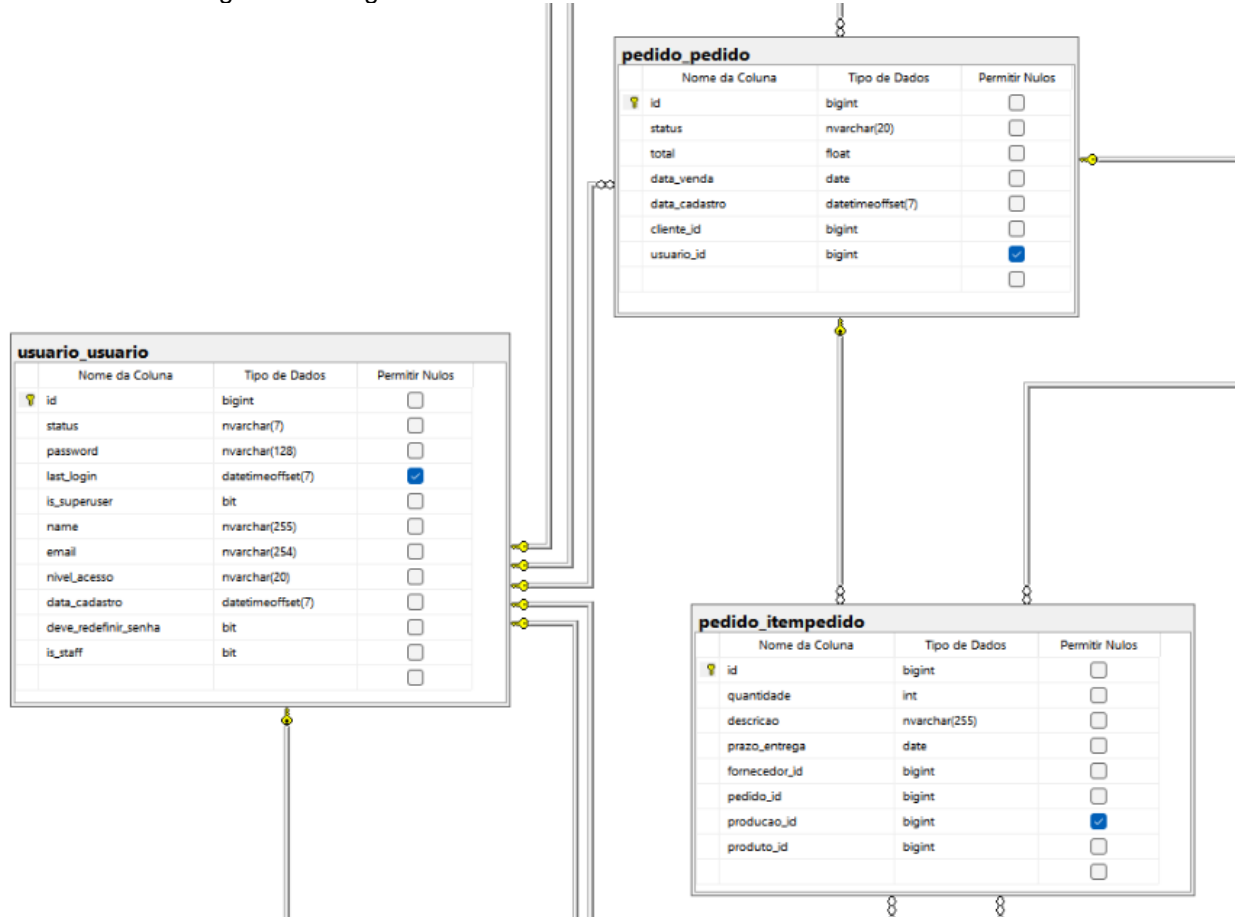 pedido_pedido
Nome da Coluna Tipo de Dados Permitir Nulos
id bigint
status nvarchar(20)
total float
data_venda date
data_cadastro datetimeoffset(7)
cliente_id bigint
usuario_id bigint
usuario_usuario
Nome da Coluna Tipo de Dados Permitir Nulos
id bigint
status nvarchar(7)
password nvarchar(128)
last_login datetimeoffset(7)
is_superuser bit
name nvarchar(255)
email nvarchar(254)
nivel_acesso nvarchar(20)
data_cadastro datetimeoffset(7)
deve_redefinir_senha bit
is_staff bit
pedido_itempedido
Nome da Coluna Tipo de Dados Permitir Nulos
id bigint
quantidade int
descricao nvarchar(255)
prazo_entrega date
fornecedor_id bigint
pedido_id bigint
producao_id bigint
produto_id bigint